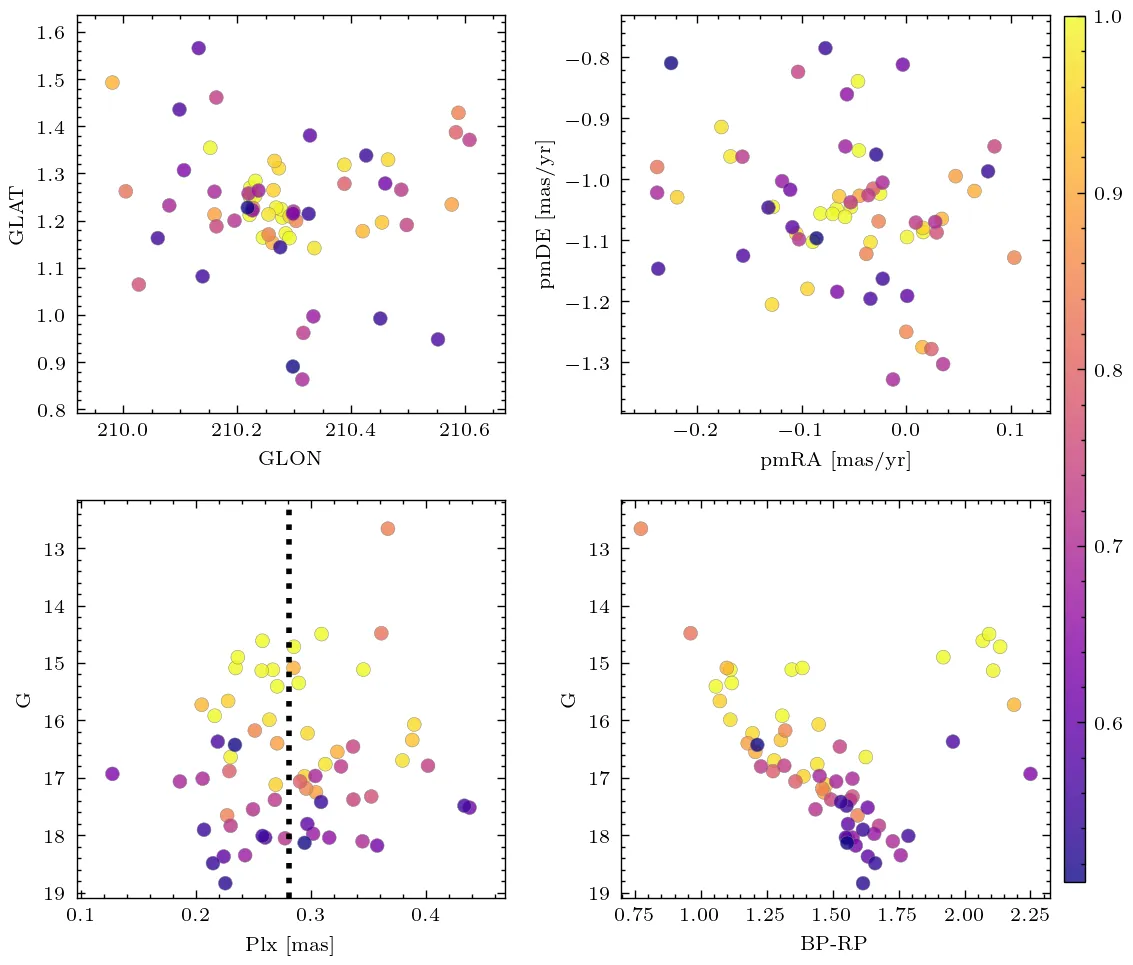 1.6
1.5
1.4
1.3
1.2
1.1
1.0
0.9
0.8
GLAT
210.0 210.2 210.4 210.6
GLON
−0.8
−0.9
−1.0
−1.1
−1.2
−1.3
pmDE [mas/yr]
−0.2 −0.1 0.0 0.1
pmRA [mas/yr]
1.0
0.9
0.8
0.7
0.6
13
14
15
16
17
18
19
G
0.1 0.2 0.3 0.4
Plx [mas]
13
14
15
16
17
18
19
G
0.75 1.00 1.25 1.50 1.75 2.00 2.25
BP-RP